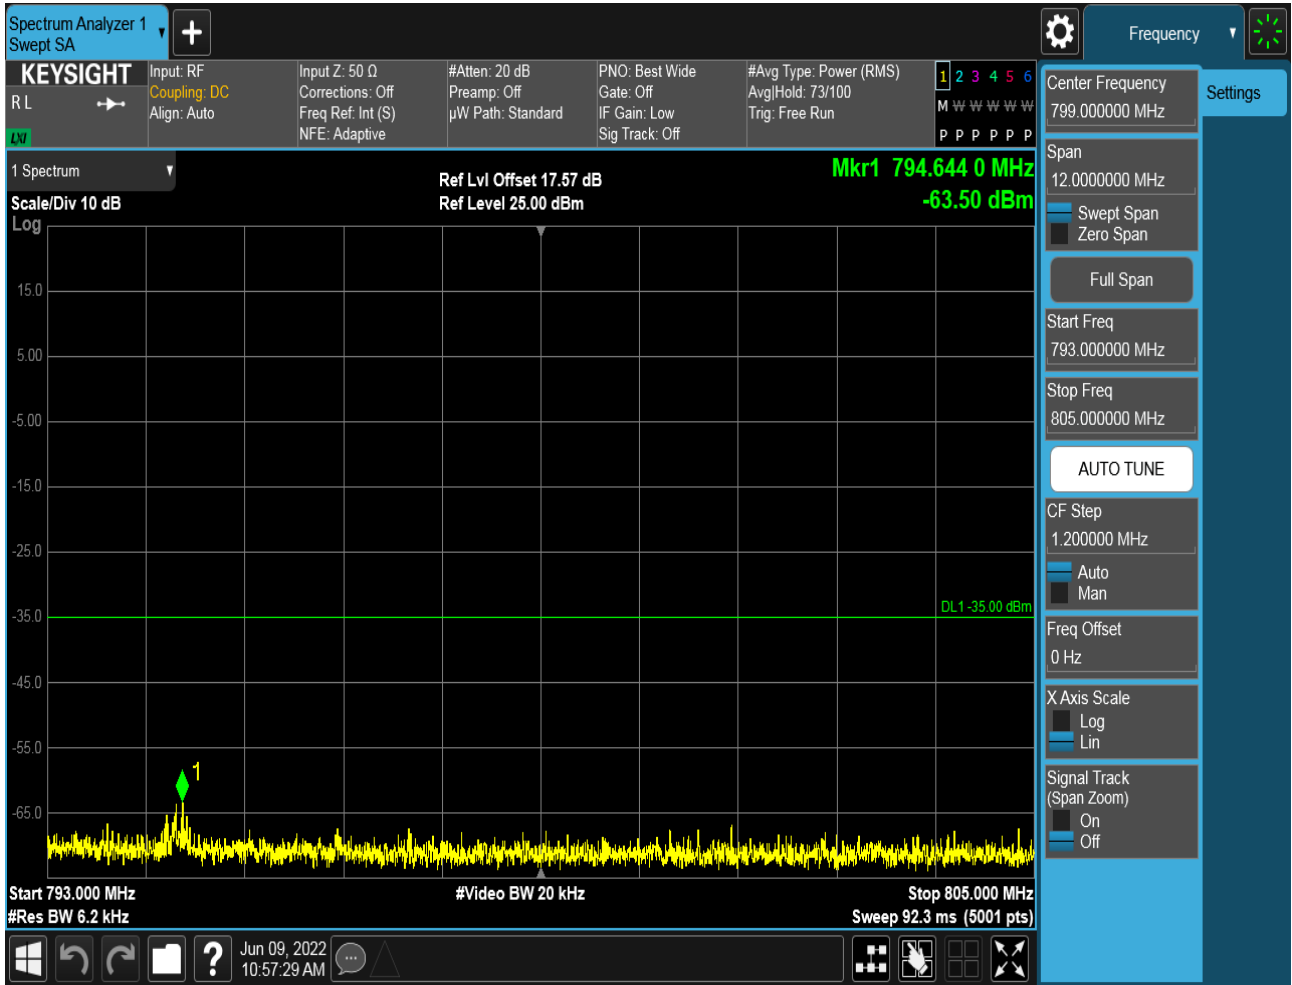 Spectrum Analyzer 1
Swept SA
Frequency
KEYSIGHT
R L
LXI
Input: RF
Coupling: DC
Align: Auto
Input Z: 50 Ω
Corrections: Off
Freq Ref: Int (S)
NFE: Adaptive
#Atten: 20 dB
Preamp: Off
µW Path: Standard
PNO: Best Wide
Gate: Off
IF Gain: Low
Sig Track: Off
#Avg Type: Power (RMS)
Avg|Hold: 73/100
Trig: Free Run
1 2 3 4 5 6
M W W W W W
P P P P P P
1 Spectrum
Scale/Div 10 dB
Log
Ref Lvl Offset 17.57 dB
Ref Level 25.00 dBm
Mkr1 794.644 0 MHz
-63.50 dBm
15.0
5.00
-5.00
-15.0
-25.0
-35.0
-45.0
-55.0
-65.0
DL1 -35.00 dBm
1
Start 793.000 MHz
#Res BW 6.2 kHz
#Video BW 20 kHz
Stop 805.000 MHz
Sweep 92.3 ms (5001 pts)
Jun 09, 2022
10:57:29 AM
Center Frequency
799.000000 MHz
Span
12.0000000 MHz
Swept Span
Zero Span
Full Span
Start Freq
793.000000 MHz
Stop Freq
805.000000 MHz
AUTO TUNE
CF Step
1.200000 MHz
Auto
Man
Freq Offset
0 Hz
X Axis Scale
Log
Lin
Signal Track
(Span Zoom)
On
Off
Settings